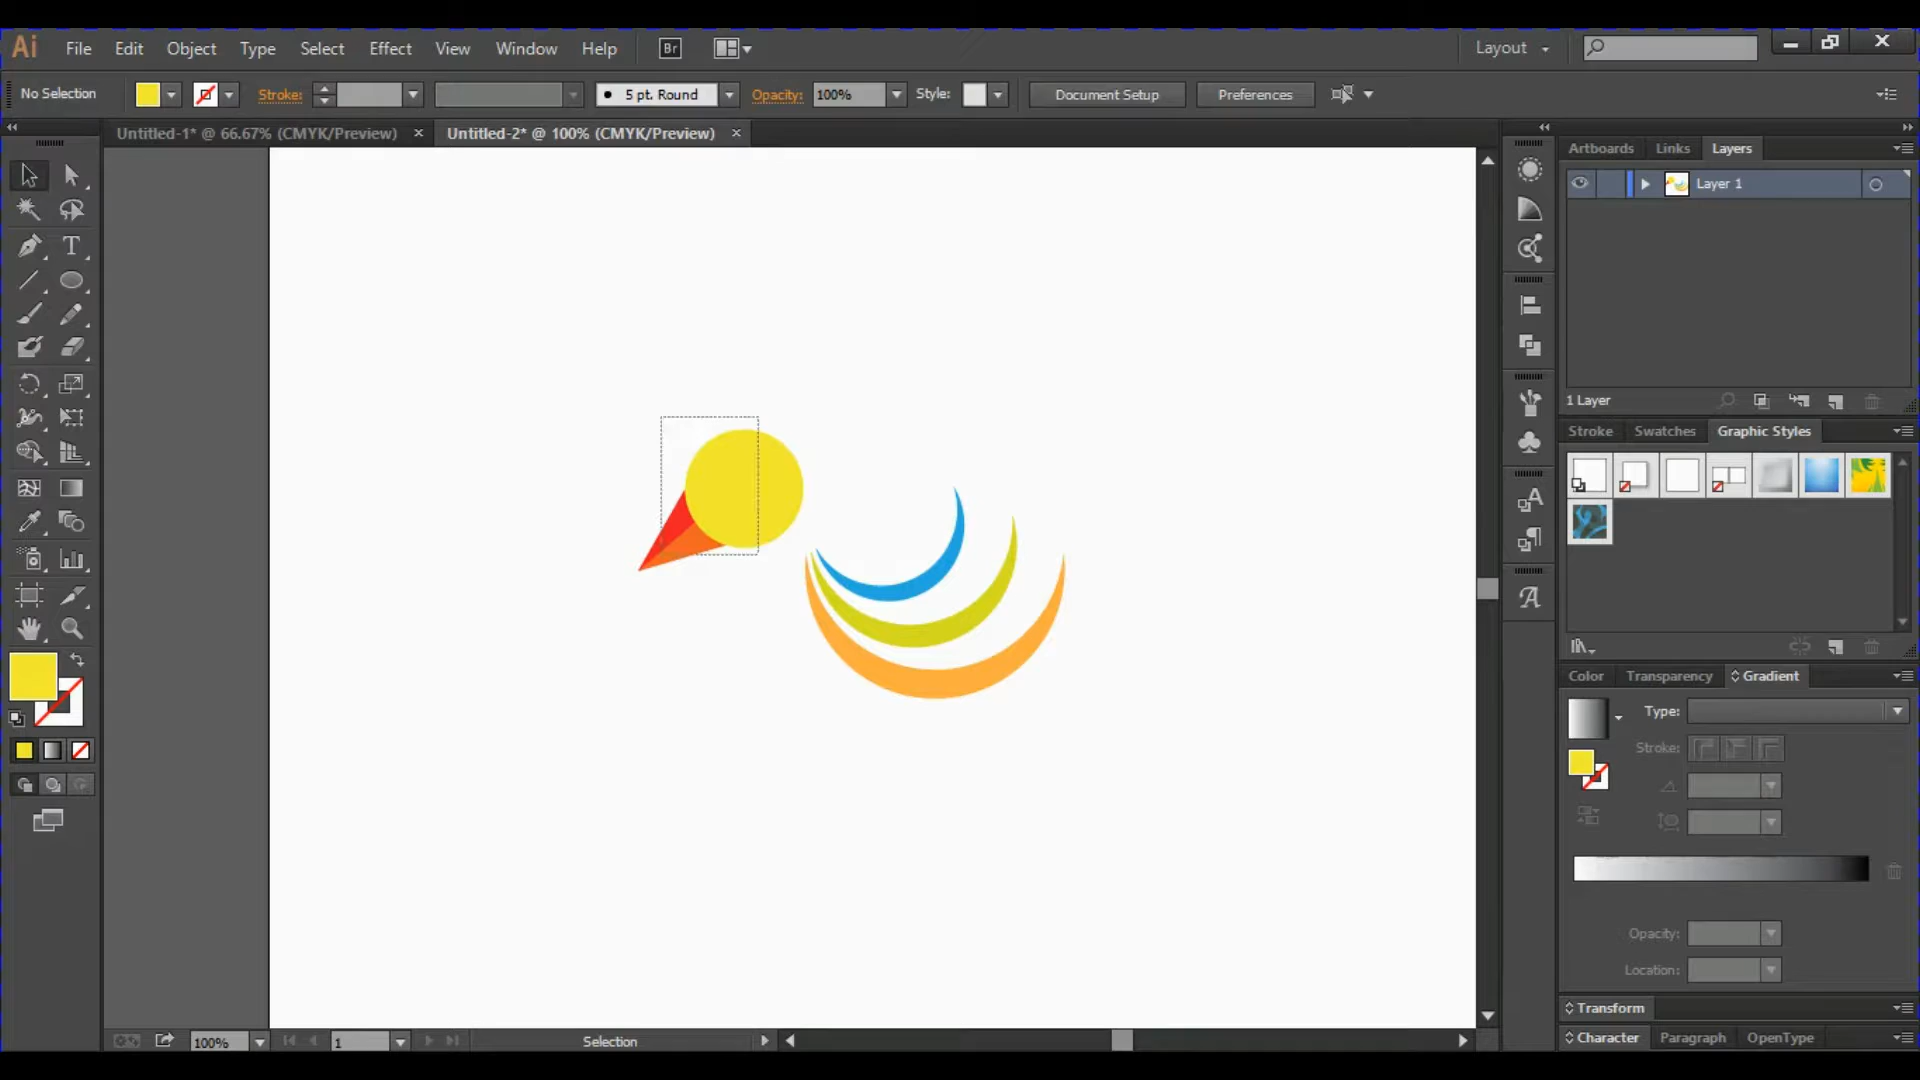 Ai File Edit Object Type Select Effect View Window Help Br Layout
No Selection Stroke: 5 pt. Round Opacity: 100% Style: Document Setup Preferences
Untitled-1* @ 66.67% (CMYK/Preview) × Untitled-2* @ 100% (CMYK/Preview) ×
Artboards Links Layers
Layer 1
1 Layer
Stroke Swatches Graphic Styles
Color Transparency Gradient
Type:
Stroke:
Opacity:
Location:
Transform
Character Paragraph OpenType
100% 1 Selection